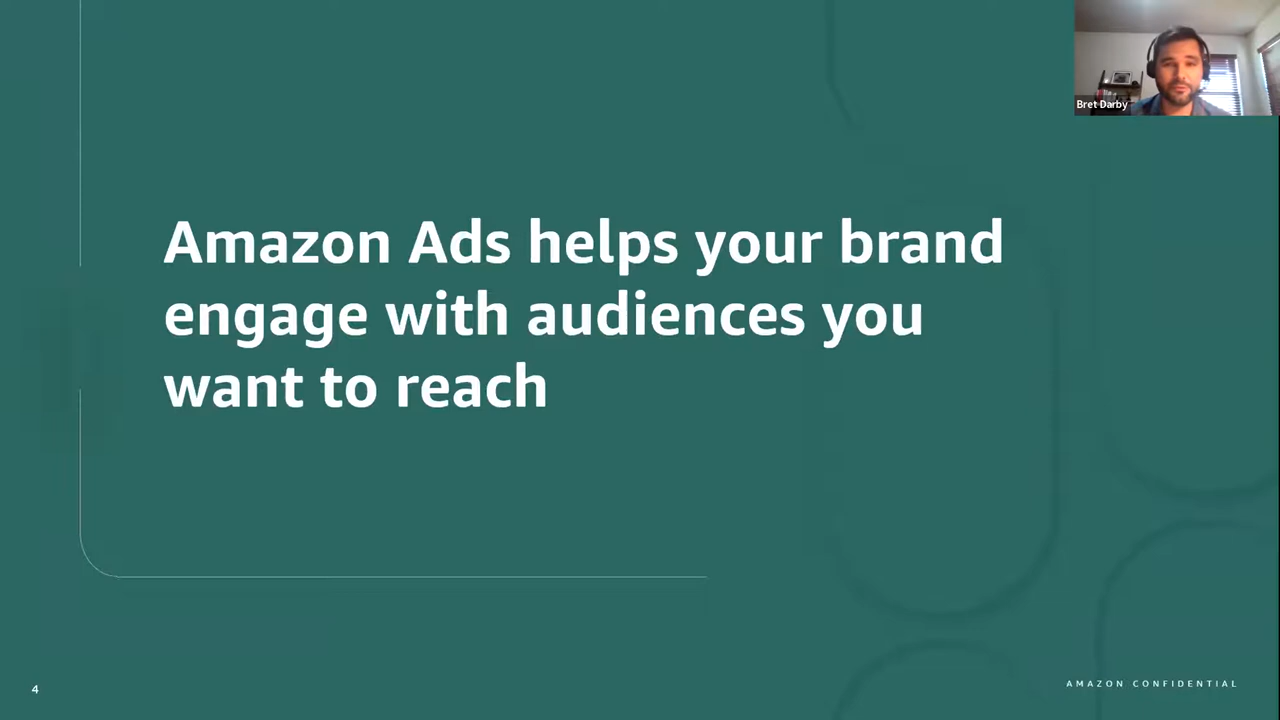 Bret Darby
Amazon Ads helps your brand
engage with audiences you
want to reach
4
AMAZON CONFIDENTIAL